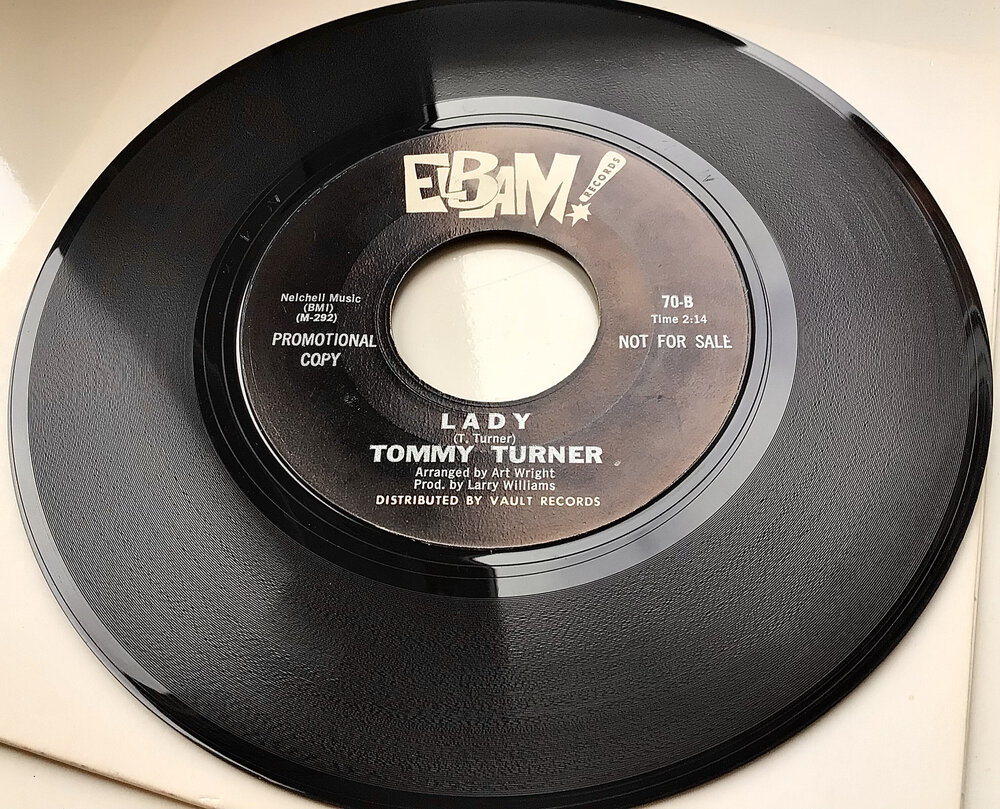 ELBAM!
RECORDS
Nelchell Music
(BMI)
(M-292)
PROMOTIONAL
COPY
70-B
Time 2:14
NOT FOR SALE
LADY
(T. Turner)
TOMMY TURNER
Arranged by Art Wright
Prod. by Larry Williams
DISTRIBUTED BY VAULT RECORDS